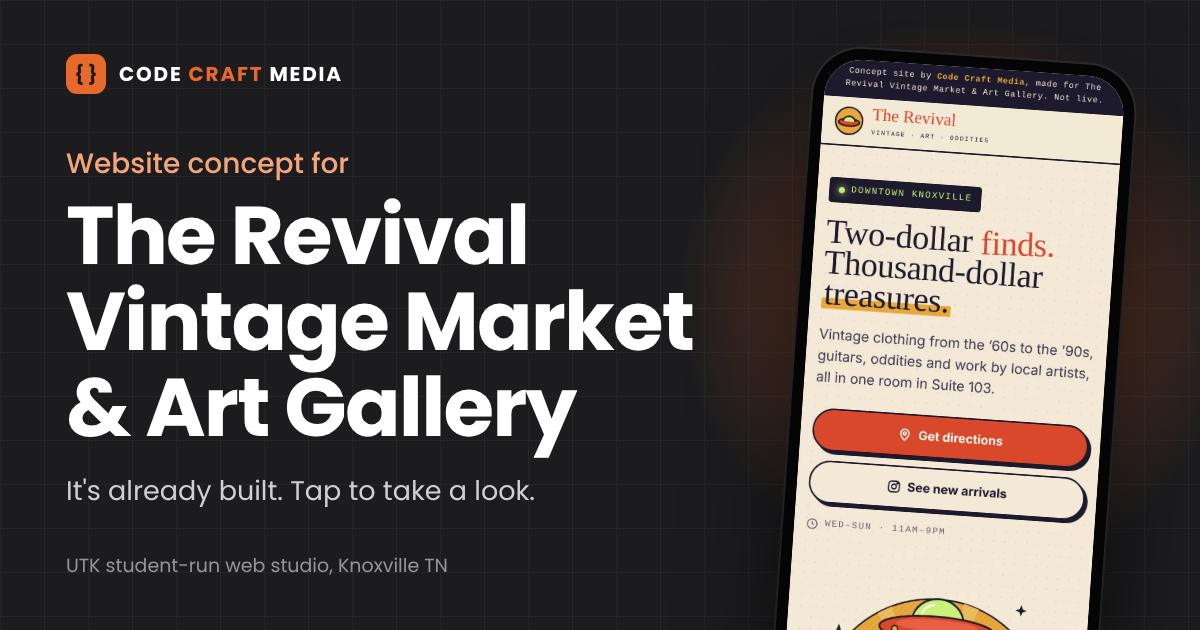 { } CODE CRAFT MEDIA
Website concept for
The Revival
Vintage Market
& Art Gallery
It's already built. Tap to take a look.
UTK student-run web studio, Knoxville TN
Concept site by Code Craft Media, made for The
Revival Vintage Market & Art Gallery. Not live.
The Revival
VINTAGE · ART · ODDITIES
DOWNTOWN KNOXVILLE
Two-dollar finds.
Thousand-dollar
treasures.
Vintage clothing from the ‘60s to the ’90s,
guitars, oddities and work by local artists,
all in one room in Suite 103.
Get directions
See new arrivals
WED–SUN · 11AM–9PM